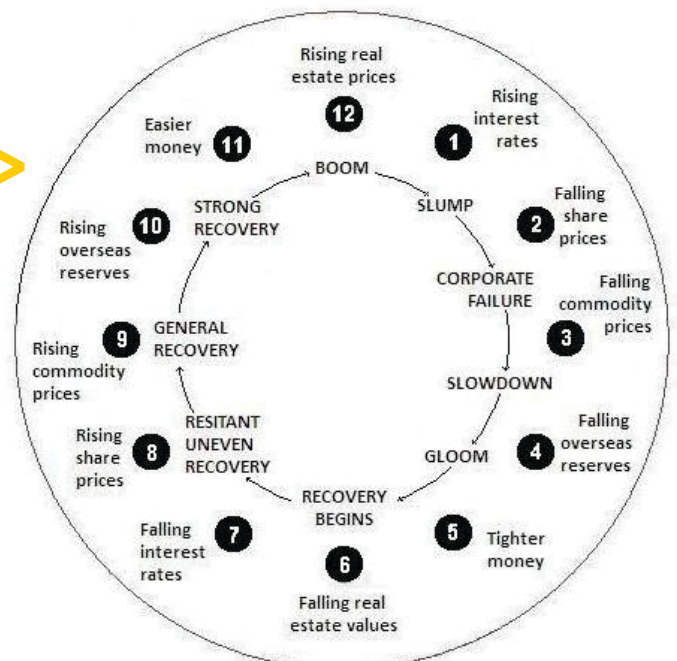 Rising real
estate prices
12
Rising
interest
rates
1
Falling
share
prices
2
Falling
commodity
prices
3
Falling
overseas
reserves
4
Tighter
money
5
6
Falling real
estate values
7
Falling
interest
rates
8
Rising
share
prices
9
Rising
commodity
prices
10
Rising
overseas
reserves
11
Easier
money
BOOM
SLUMP
CORPORATE
FAILURE
SLOWDOWN
GLOOM
RECOVERY
BEGINS
RESITANT
UNEVEN
RECOVERY
GENERAL
RECOVERY
STRONG
RECOVERY
>